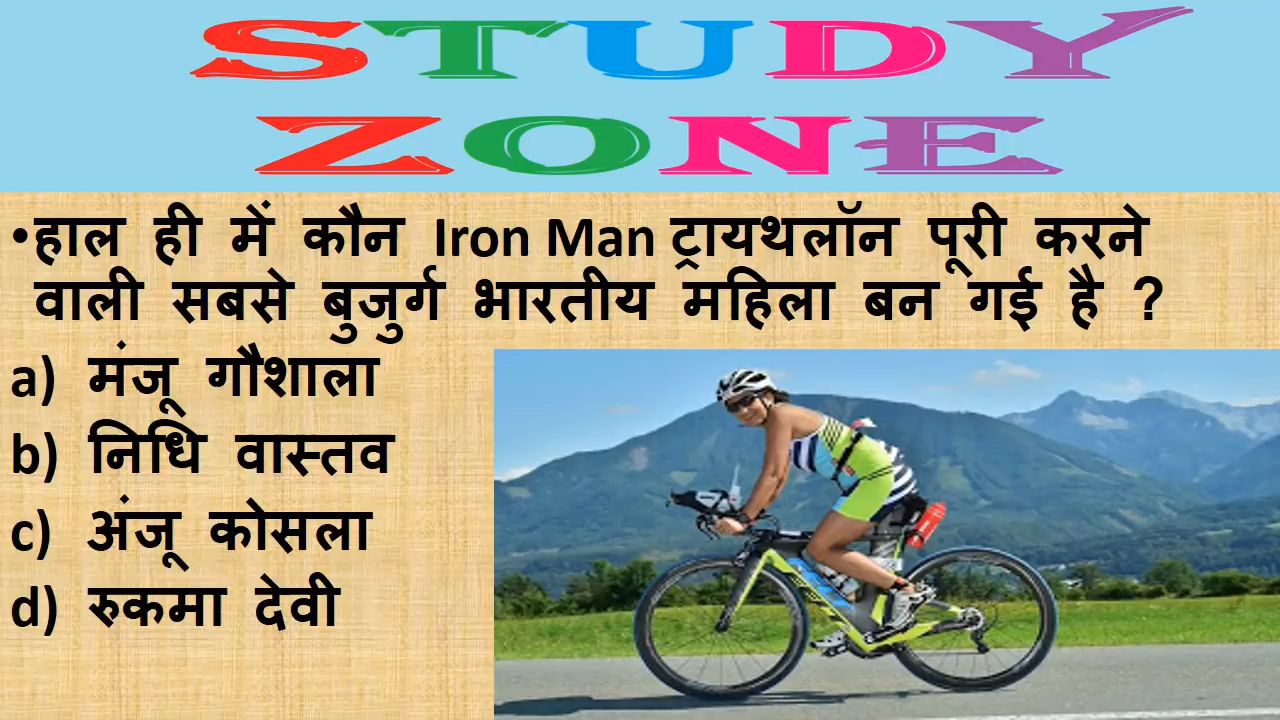 STUDY
ZONE
•हाल ही में कौन Iron Man ट्रायथलॉन पूरी करने
वाली सबसे बुजुर्ग भारतीय महिला बन गई है ?
a) मंजू गौशाला
b) निधि वास्तव
c) अंजू कोसला
d) रुकमा देवी